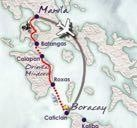 Manila
Batangas
Calapan
Oriental
Mindoro
Roxas
Boracay
Caticlan
Kalibo